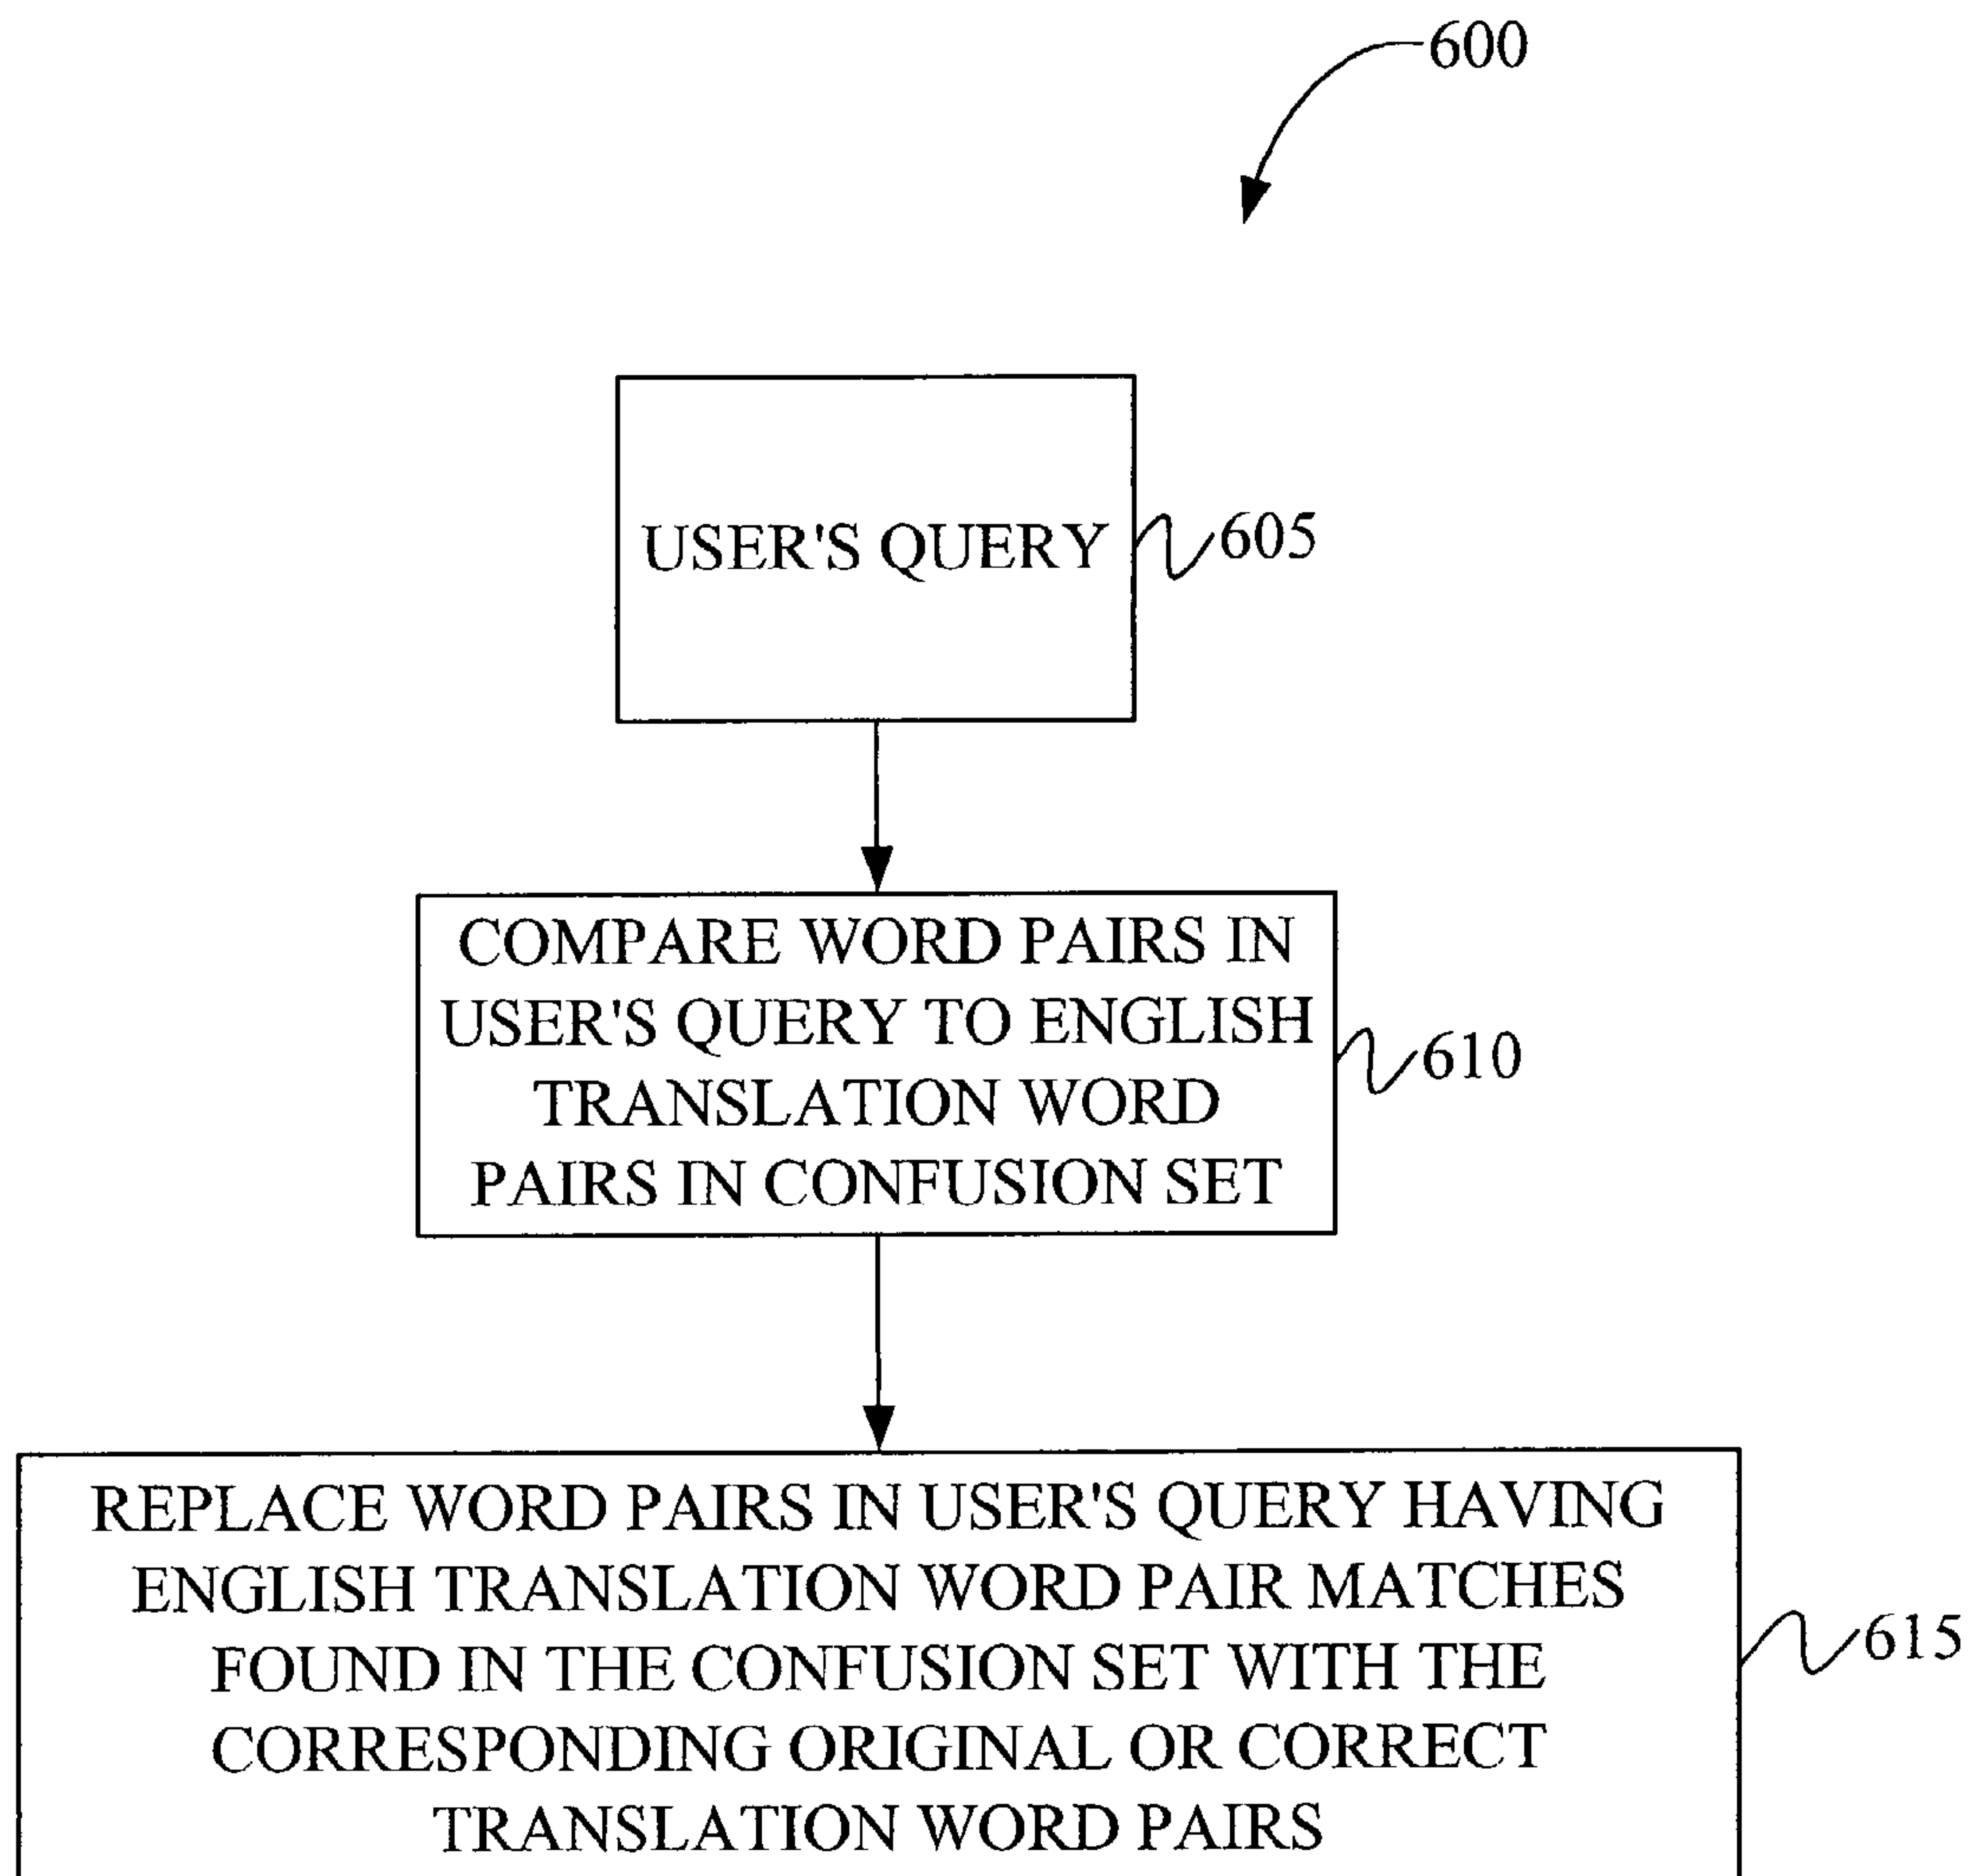 600
USER'S QUERY
605
COMPARE WORD PAIRS IN
USER'S QUERY TO ENGLISH
TRANSLATION WORD
PAIRS IN CONFUSION SET
610
REPLACE WORD PAIRS IN USER'S QUERY HAVING
ENGLISH TRANSLATION WORD PAIR MATCHES
FOUND IN THE CONFUSION SET WITH THE
CORRESPONDING ORIGINAL OR CORRECT
TRANSLATION WORD PAIRS
615